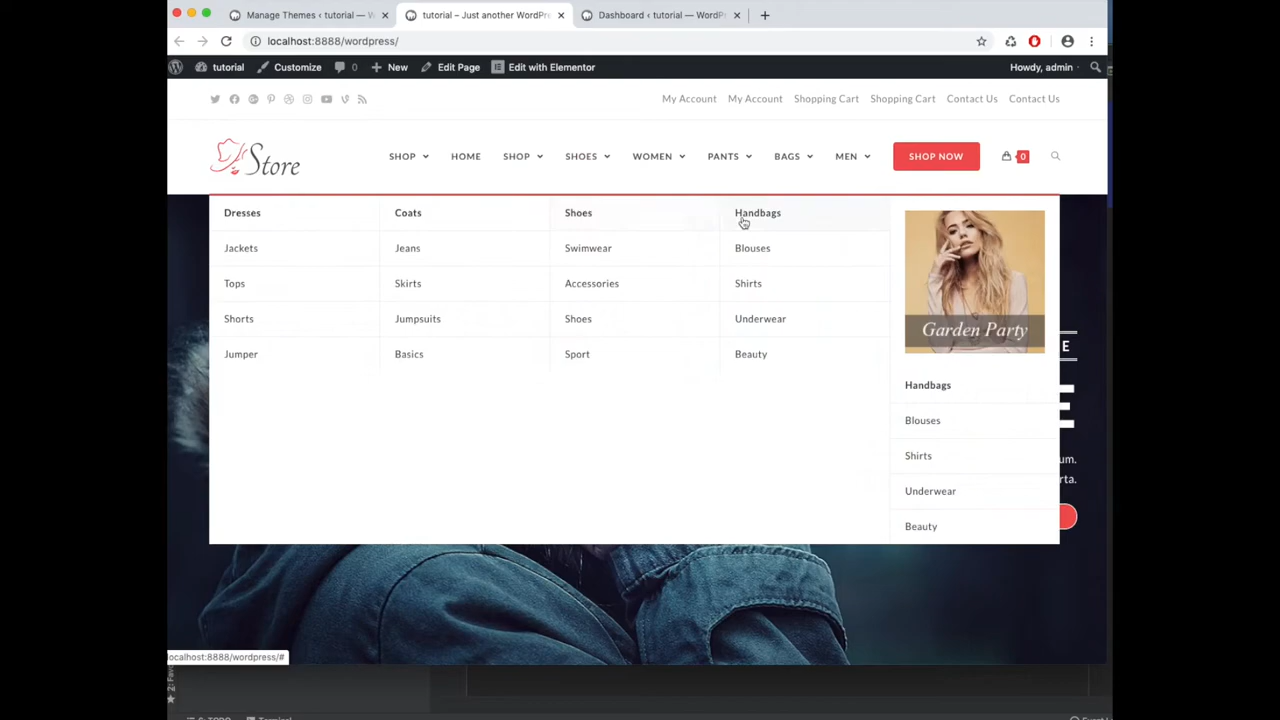 Manage Themes ‹ tutorial — W
tutorial – Just another WordPr
Dashboard ‹ tutorial — WordP
localhost:8888/wordpress/
tutorial Customize 0 New Edit Page Edit with Elementor Howdy, admin
My Account My Account Shopping Cart Shopping Cart Contact Us Contact Us
Store SHOP HOME SHOP SHOES WOMEN PANTS BAGS MEN SHOP NOW 0
Dresses Coats Shoes Handbags
Jackets Jeans Swimwear Blouses
Tops Skirts Accessories Shirts
Shorts Jumpsuits Shoes Underwear
Jumper Basics Sport Beauty
Garden Party
E
Handbags
E
Blouses
Shirts
um.
rta.
Underwear
Beauty
localhost:8888/wordpress/#
Terminal